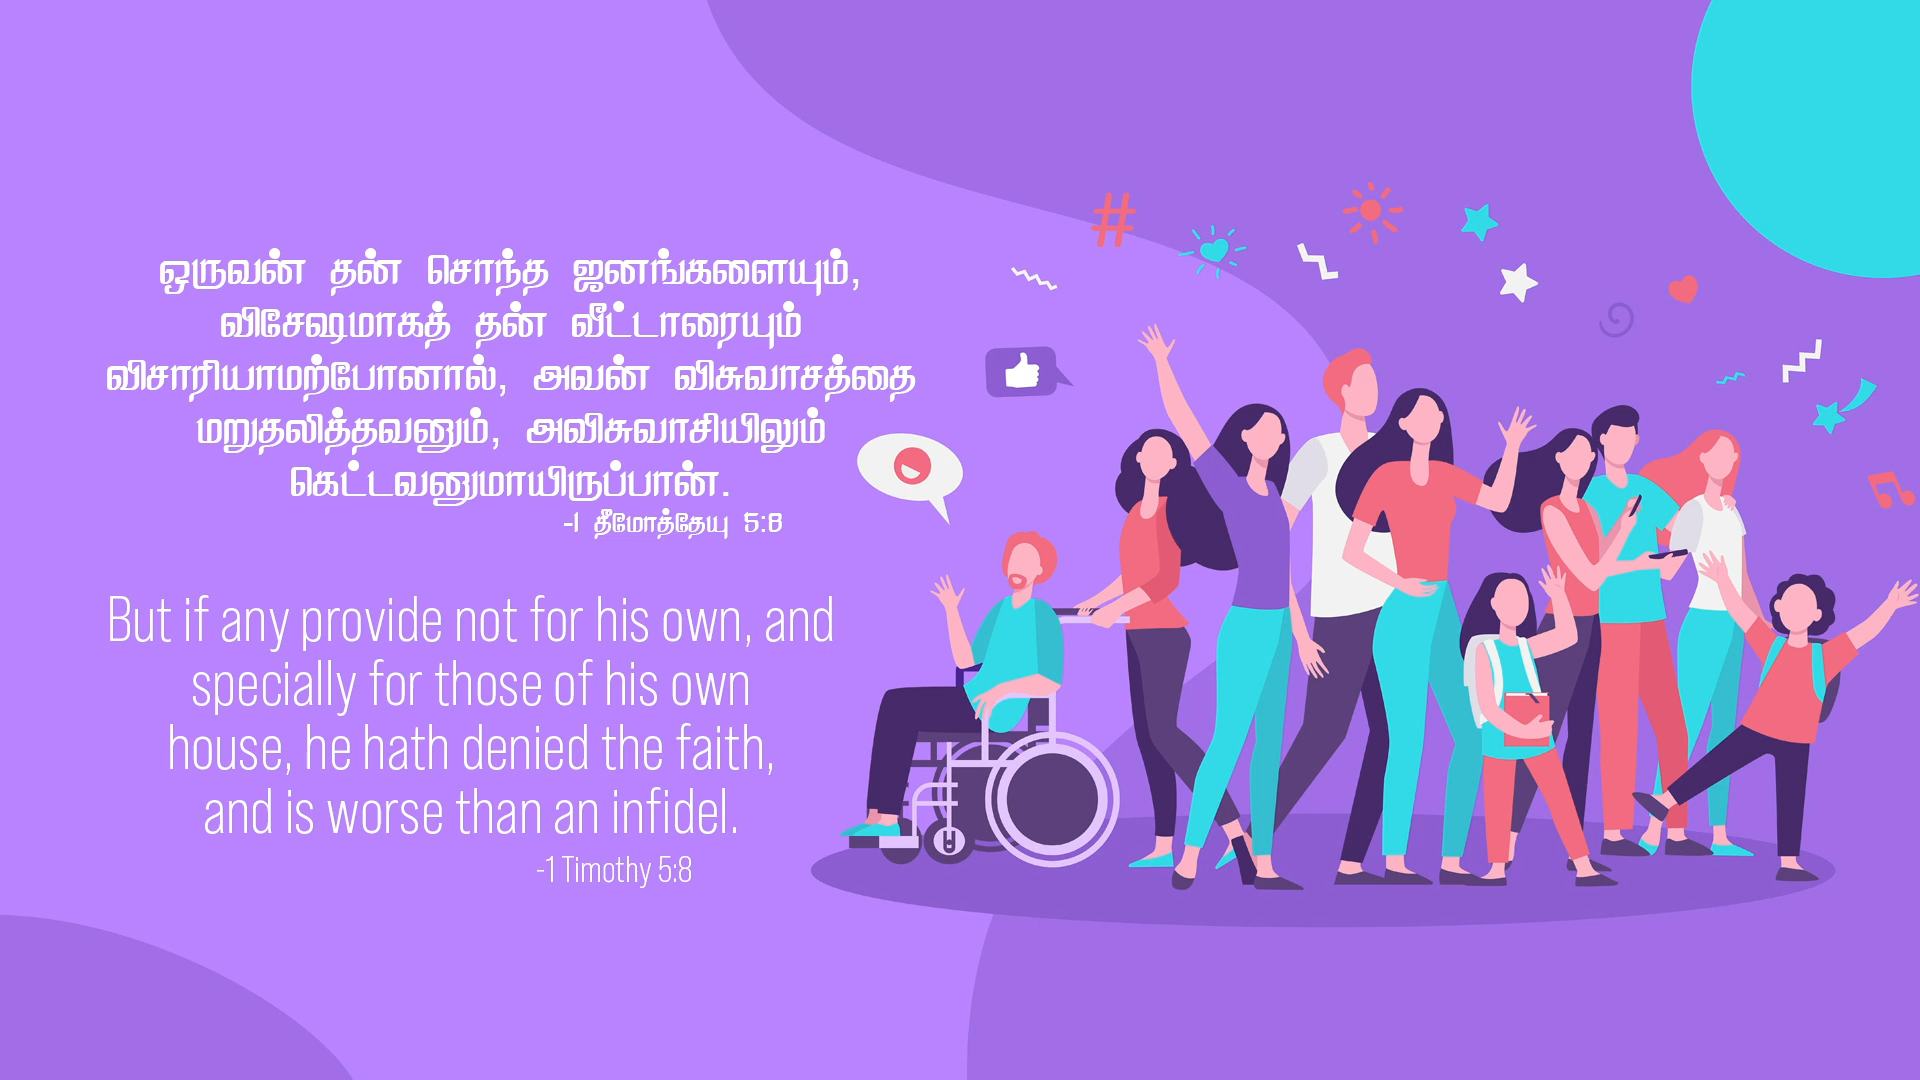 ஒருவன் தன் சொந்த ஜனங்களையும்,
விசேஷமாகத் தன் வீட்டாரையும்
விசாரியாமற்போனால், அவன் விசுவாசத்தை
மறுதலித்தவனும், அவிசுவாசியிலும்
கெட்டவனுமாயிருப்பான்.
-1 தீமோத்தேயு 5:8
But if any provide not for his own, and
specially for those of his own
house, he hath denied the faith,
and is worse than an infidel.
-1 Timothy 5:8